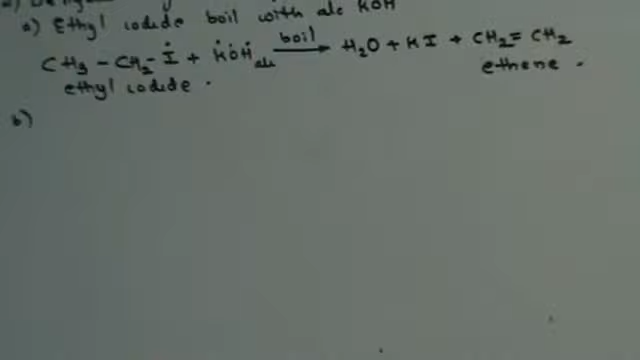 a) Ethyl iodide boil with alc KOH
CH3 - CH2 - I + KOH alc boil → H2O + KI + CH2 = CH2
ethyl iodide . ethene .
b)